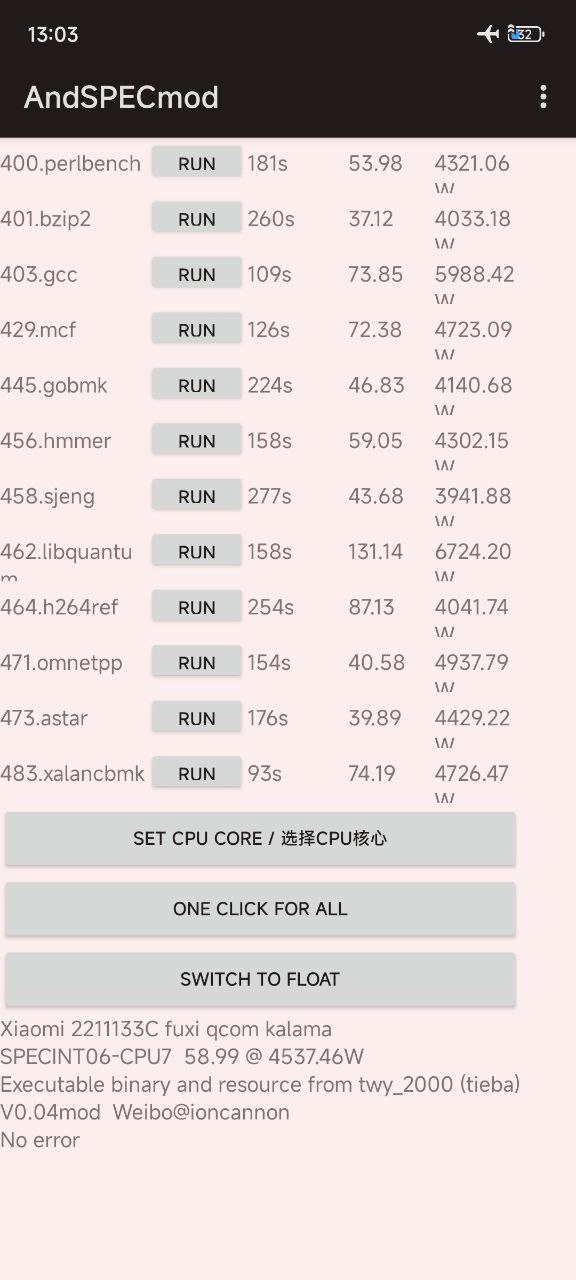 13:03
32
AndSPECmod
400.perlbench RUN 181s 53.98 4321.06
W
401.bzip2 RUN 260s 37.12 4033.18
W
403.gcc RUN 109s 73.85 5988.42
W
429.mcf RUN 126s 72.38 4723.09
W
445.gobmk RUN 224s 46.83 4140.68
W
456.hmmer RUN 158s 59.05 4302.15
W
458.sjeng RUN 277s 43.68 3941.88
W
462.libquantu RUN 158s 131.14 6724.20
m W
464.h264ref RUN 254s 87.13 4041.74
W
471.omnetpp RUN 154s 40.58 4937.79
W
473.astar RUN 176s 39.89 4429.22
W
483.xalancbmk RUN 93s 74.19 4726.47
W
SET CPU CORE / 选择CPU核心
ONE CLICK FOR ALL
SWITCH TO FLOAT
Xiaomi 2211133C fuxi qcom kalama
SPECINT06-CPU7 58.99 @ 4537.46W
Executable binary and resource from twy_2000 (tieba)
V0.04mod Weibo@ioncannon
No error